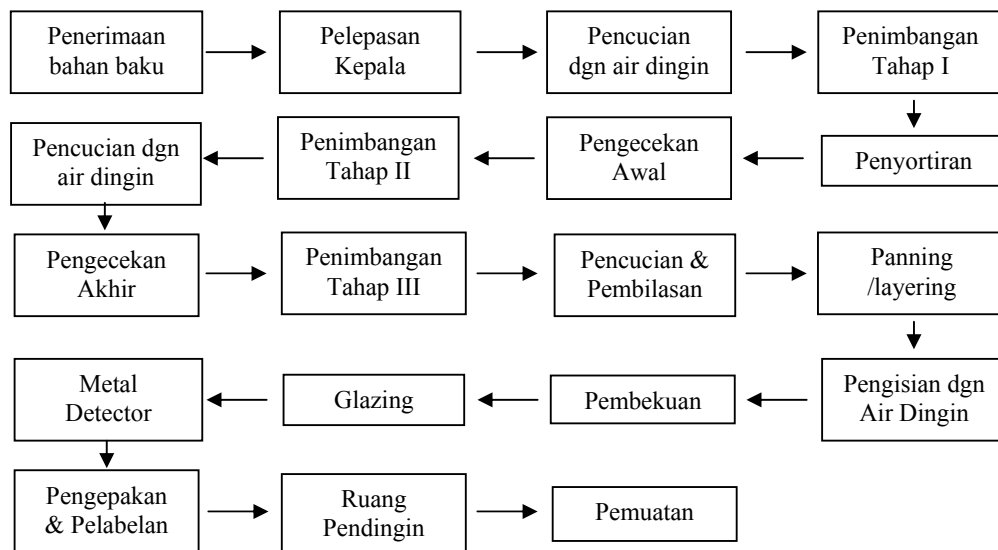 Penerimaan
bahan baku
Pelepasan
Kepala
Pencucian
dgn air dingin
Penimbangan
Tahap I
Penyortiran
Pengecekan
Awal
Penimbangan
Tahap II
Pencucian dgn
air dingin
Pengecekan
Akhir
Penimbangan
Tahap III
Pencucian &
Pembilasan
Panning
/layering
Pengisian dgn
Air Dingin
Pembekuan
Glazing
Metal
Detector
Pengepakan
& Pelabelan
Ruang
Pendingin
Pemuatan